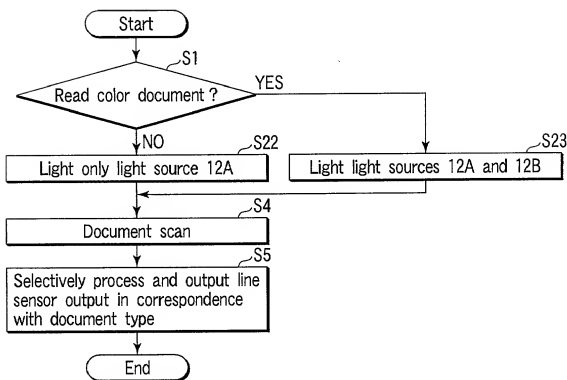 Start
S1
Read color document?
YES
NO
S22
Light only light source 12A
S23
Light light sources 12A and 12B
S4
Document scan
S5
Selectively process and output line
sensor output in correspondence
with document type
End